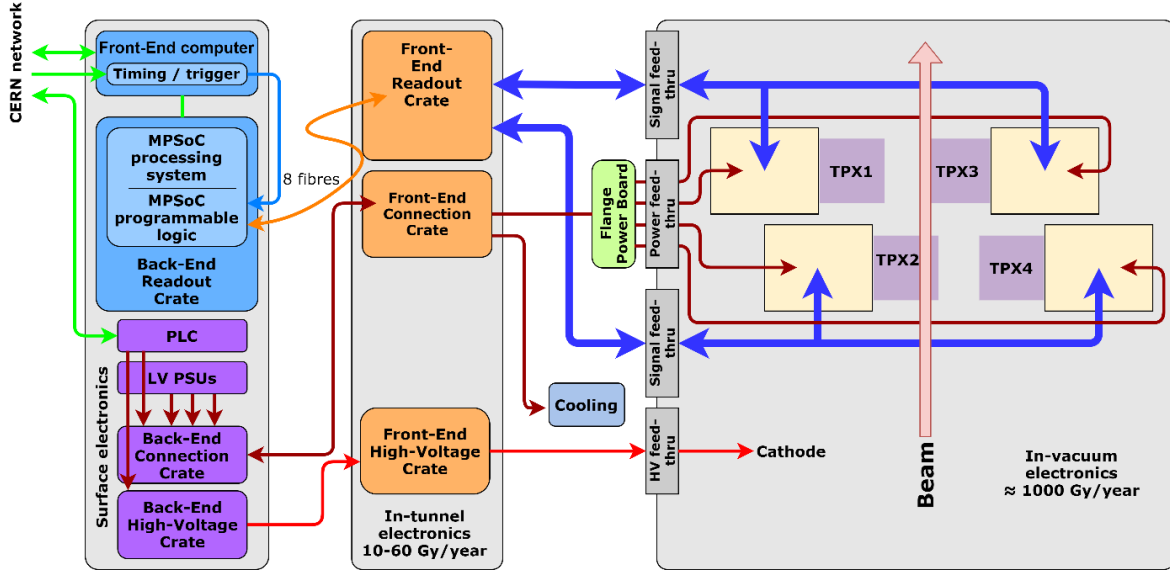 CERN network
Front-End computer
Timing / trigger
MPSoC
processing
system
MPSoC
programmable
logic
Back-End
Readout
Crate
8 fibres
PLC
LV PSUs
Back-End
Connection
Crate
Back-End
High-Voltage
Crate
Surface electronics
Front-
End
Readout
Crate
Front-End
Connection
Crate
Front-End
High-Voltage
Crate
In-tunnel
electronics
10-60 Gy/year
Flange
Power Board
Cooling
Signal feed-
thru
Power feed-
thru
Signal feed-
thru
HV feed-
thru
TPX1
TPX3
TPX2
TPX4
Cathode
Beam
In-vacuum
electronics
≈ 1000 Gy/year